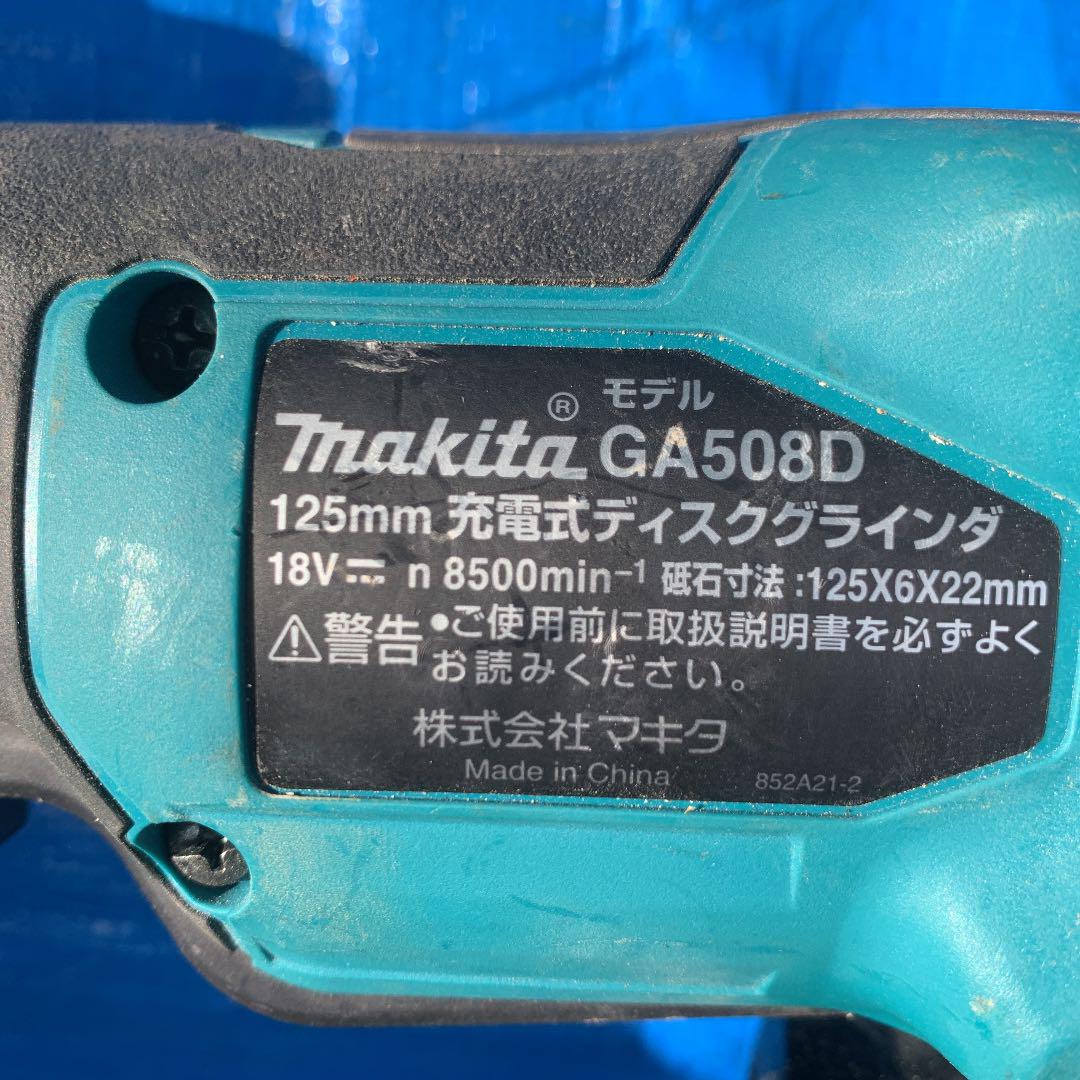 モデル
makita® GA508D
125mm 充電式ディスクグラインダ
18V⎓ n 8500min⁻¹ 砥石寸法:125X6X22mm
⚠警告 •ご使用前に取扱説明書を必ずよく
お読みください。
株式会社マキタ
Made in China 852A21-2